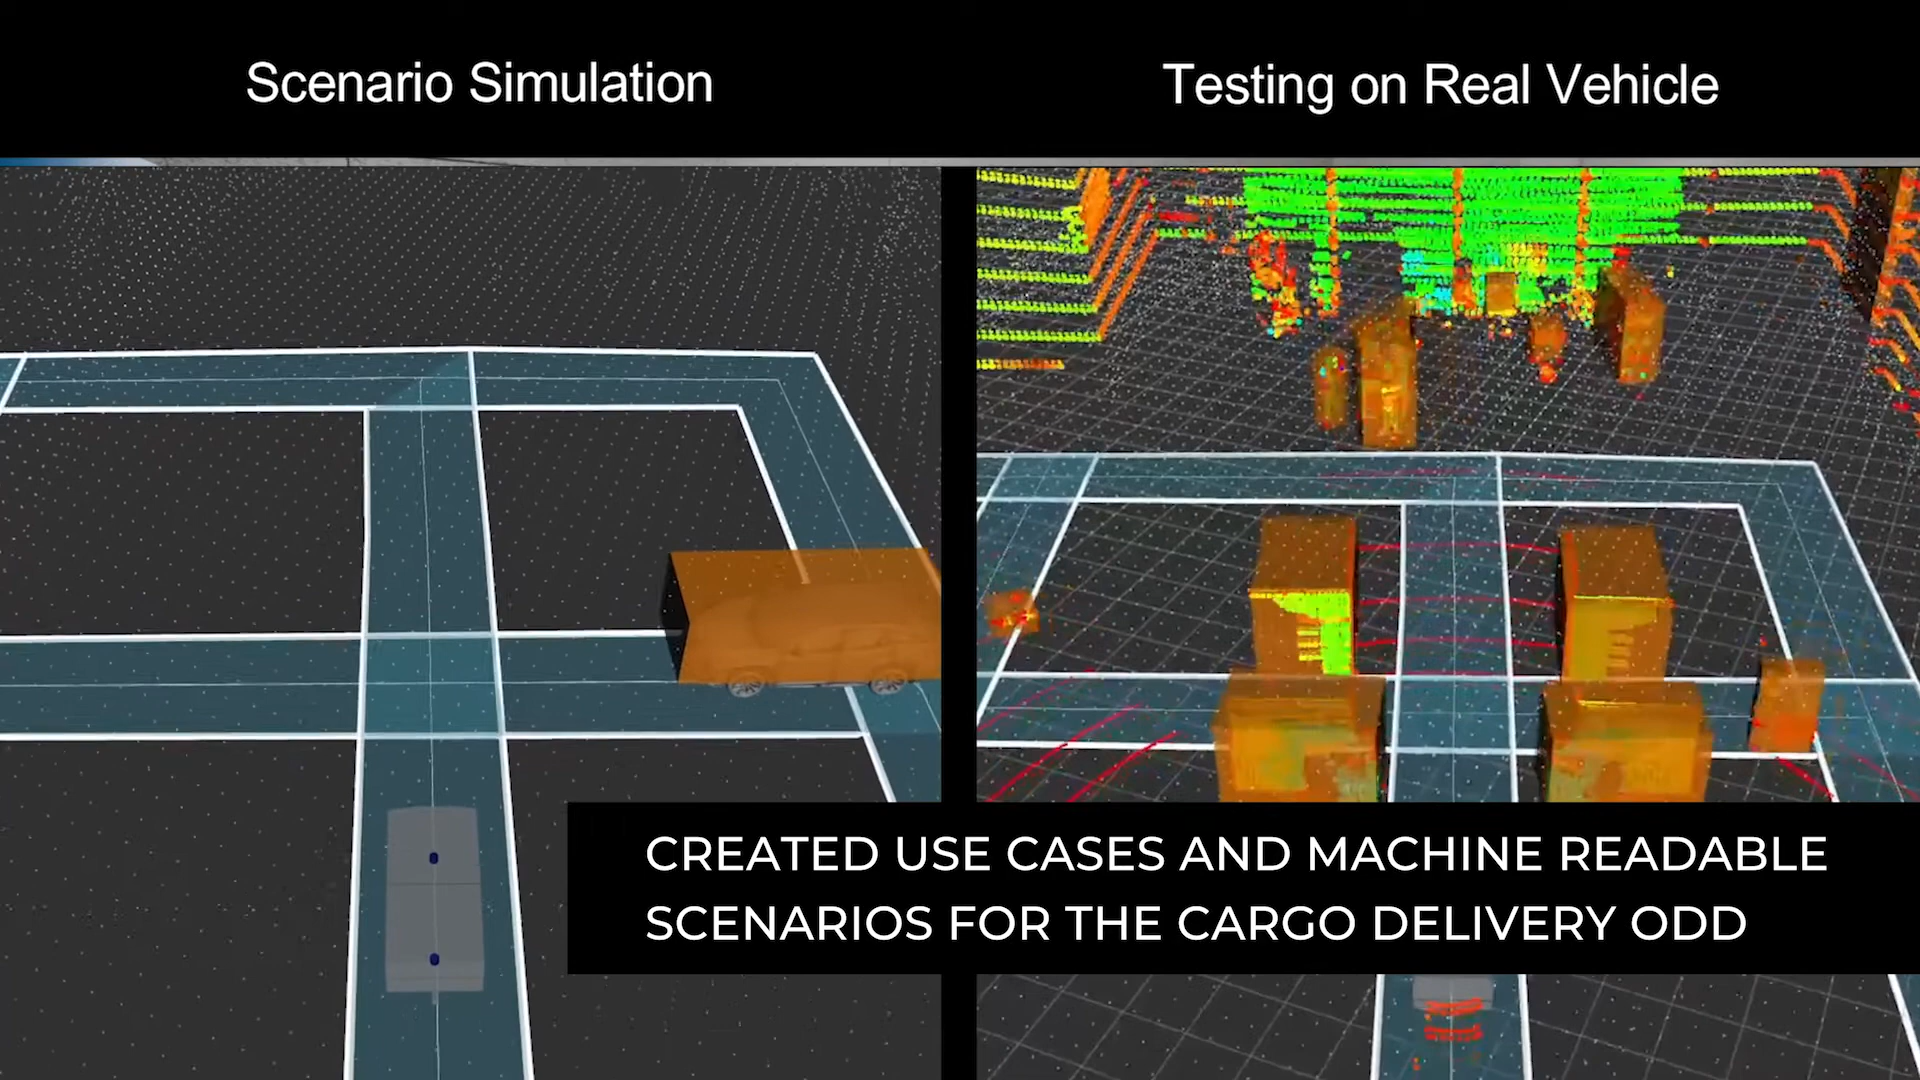 Scenario Simulation
Testing on Real Vehicle
CREATED USE CASES AND MACHINE READABLE
SCENARIOS FOR THE CARGO DELIVERY ODD